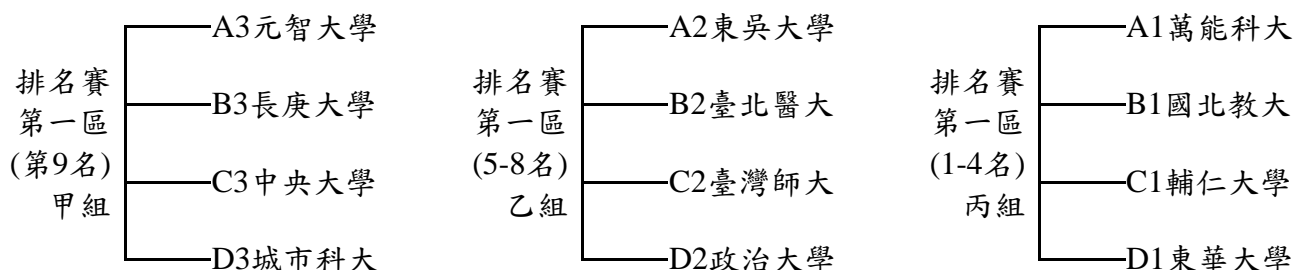 排名賽
第一區
(第9名)
甲組
A3元智大學
B3長庚大學
C3中央大學
D3城市科大
排名賽
第一區
(5-8名)
乙組
A2東吳大學
B2臺北醫大
C2臺灣師大
D2政治大學
排名賽
第一區
(1-4名)
丙組
A1萬能科大
B1國北教大
C1輔仁大學
D1東華大學